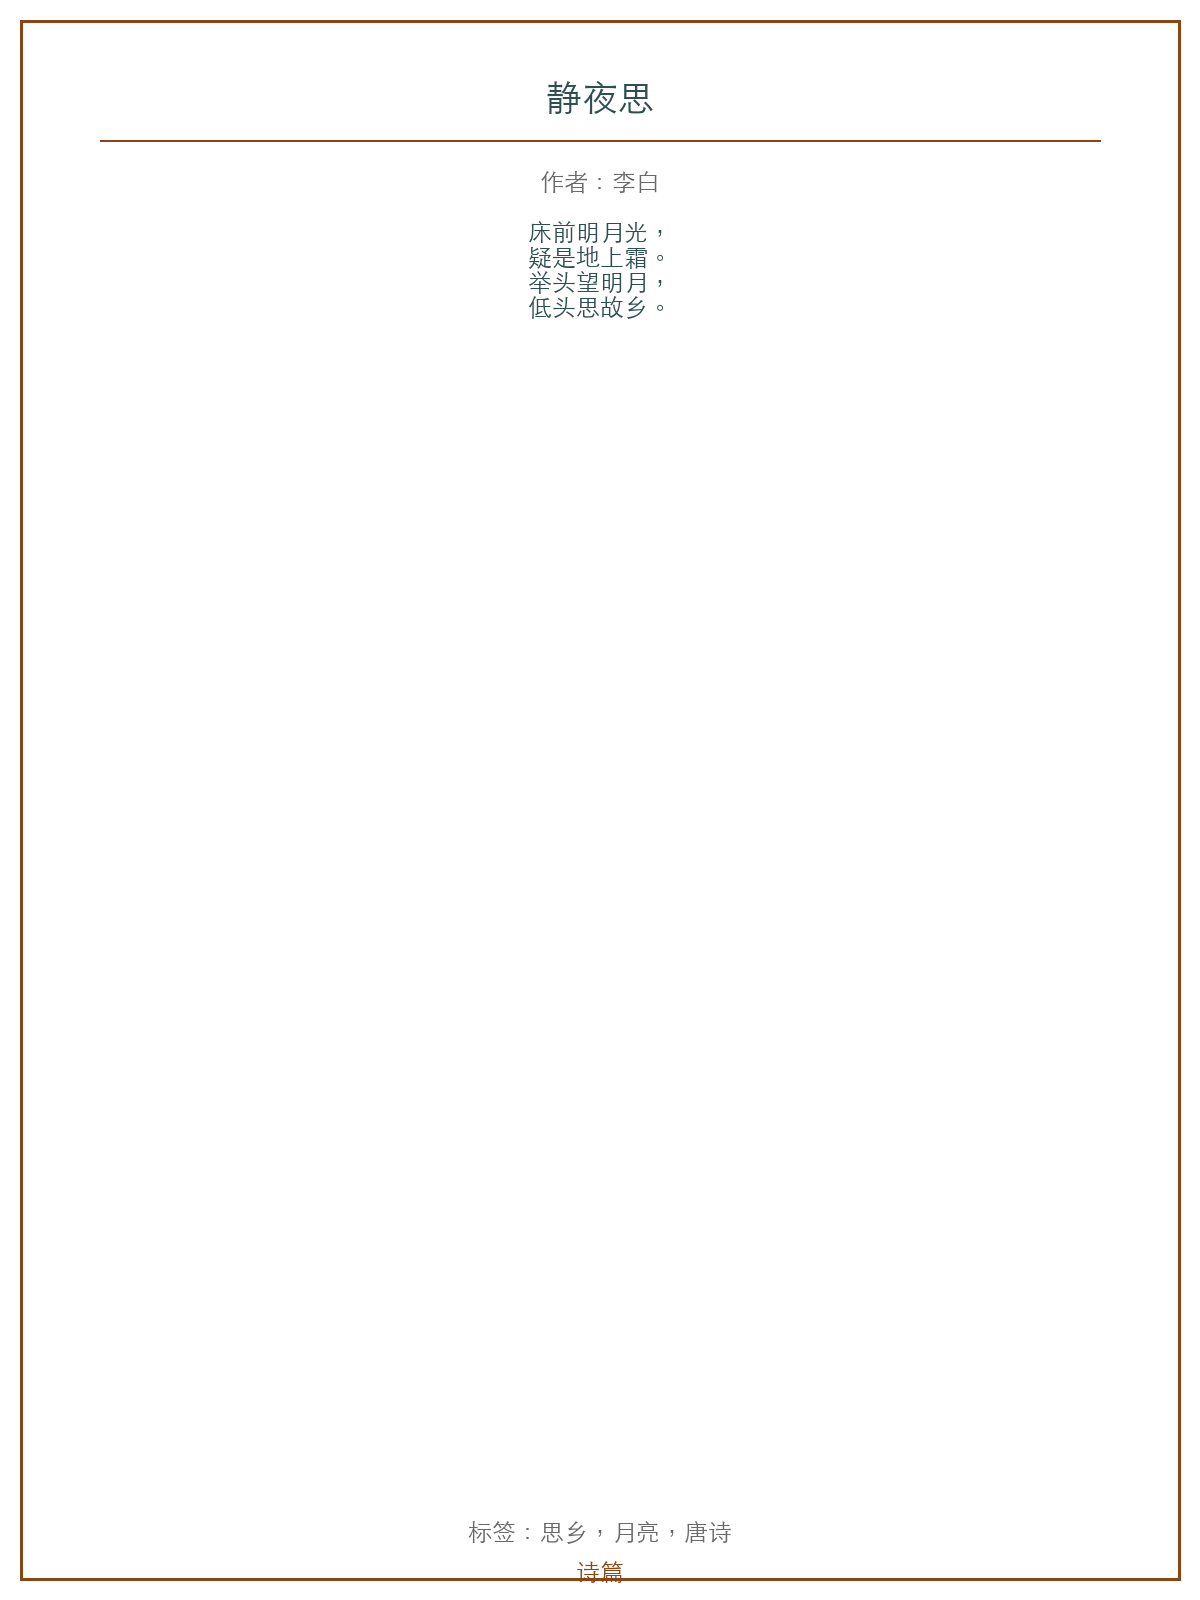 静夜思
作者：李白
床前明月光，
疑是地上霜。
举头望明月，
低头思故乡。
标签：思乡，月亮，唐诗
诗篇